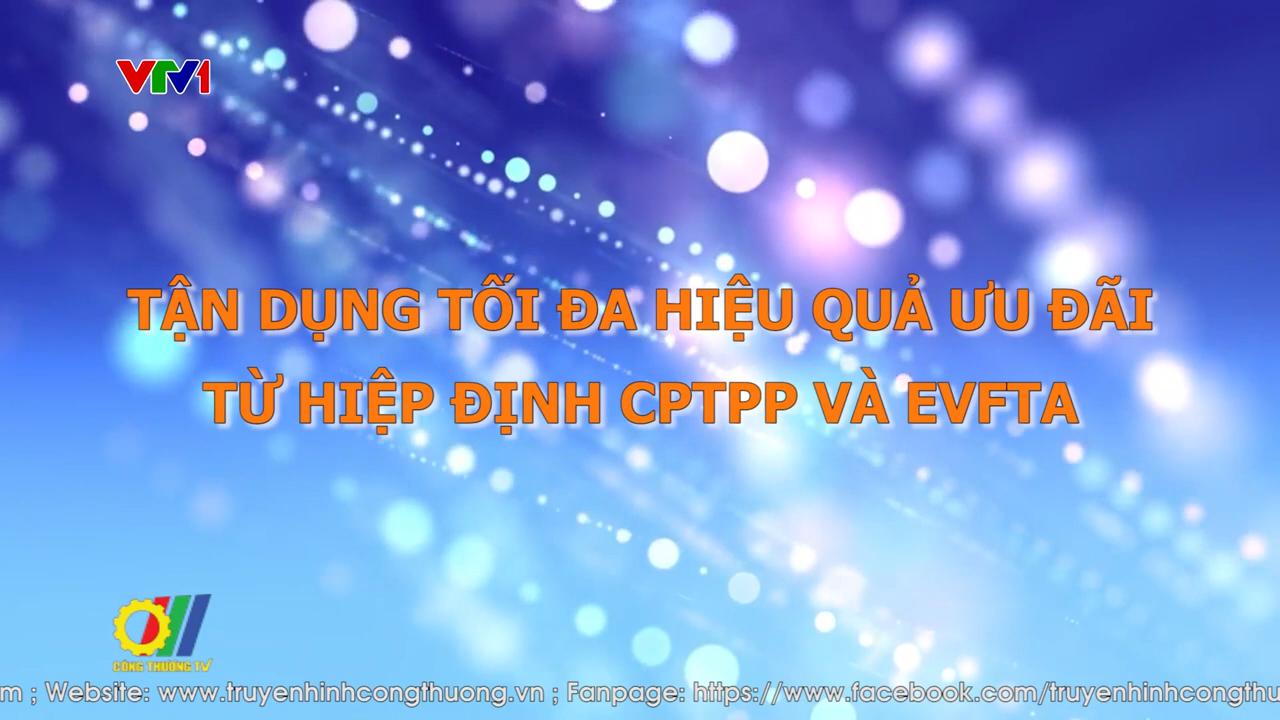 VTV1
TẬN DỤNG TỐI ĐA HIỆU QUẢ ƯU ĐÃI
TỪ HIỆP ĐỊNH CPTPP VÀ EVFTA
CÔNG THƯƠNG TV
m ; Website: www.truyenhinhcongthuong.vn ; Fanpage: https://www.facebook.com/truyenhinhcongthu